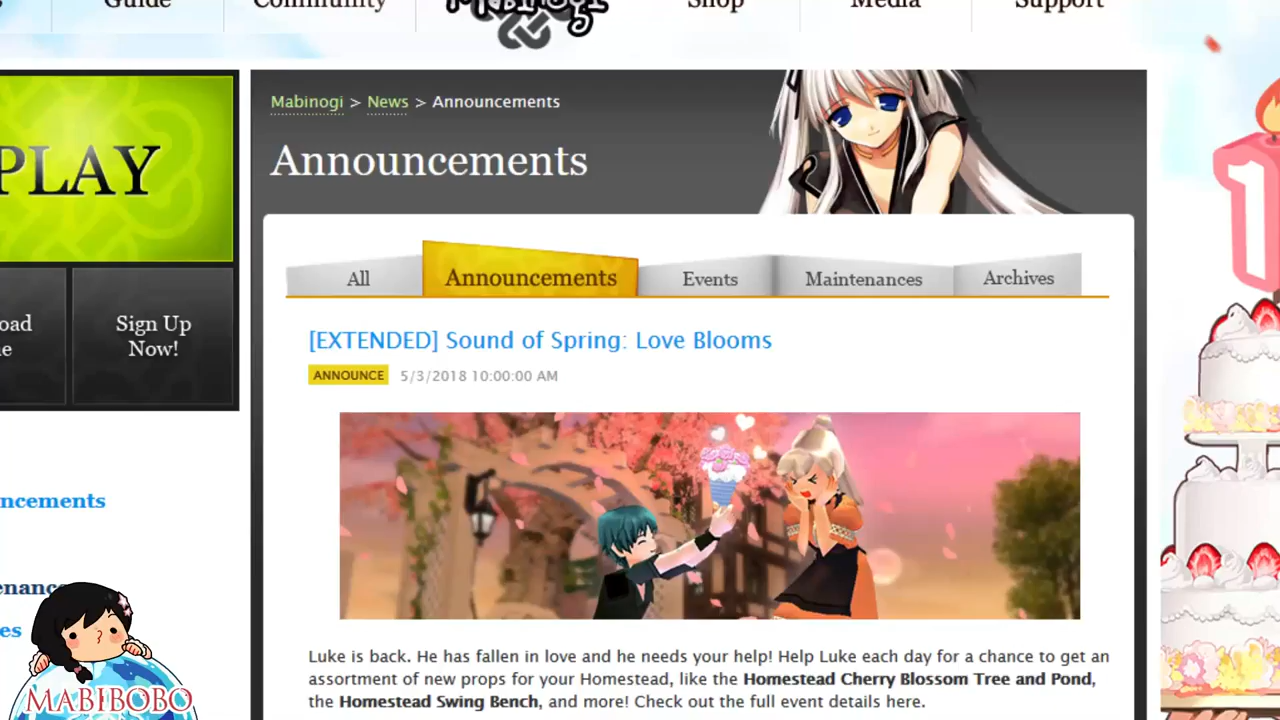 Guide
Community
Mabinogi
Shop
Media
Support
PLAY
Sign Up
Now!
Mabinogi > News > Announcements
Announcements
All
Announcements
Events
Maintenances
Archives
[EXTENDED] Sound of Spring: Love Blooms
ANNOUNCE 5/3/2018 10:00:00 AM
Luke is back. He has fallen in love and he needs your help! Help Luke each day for a chance to get an
assortment of new props for your Homestead, like the Homestead Cherry Blossom Tree and Pond,
the Homestead Swing Bench, and more! Check out the full event details here.
MABIBOBO
1